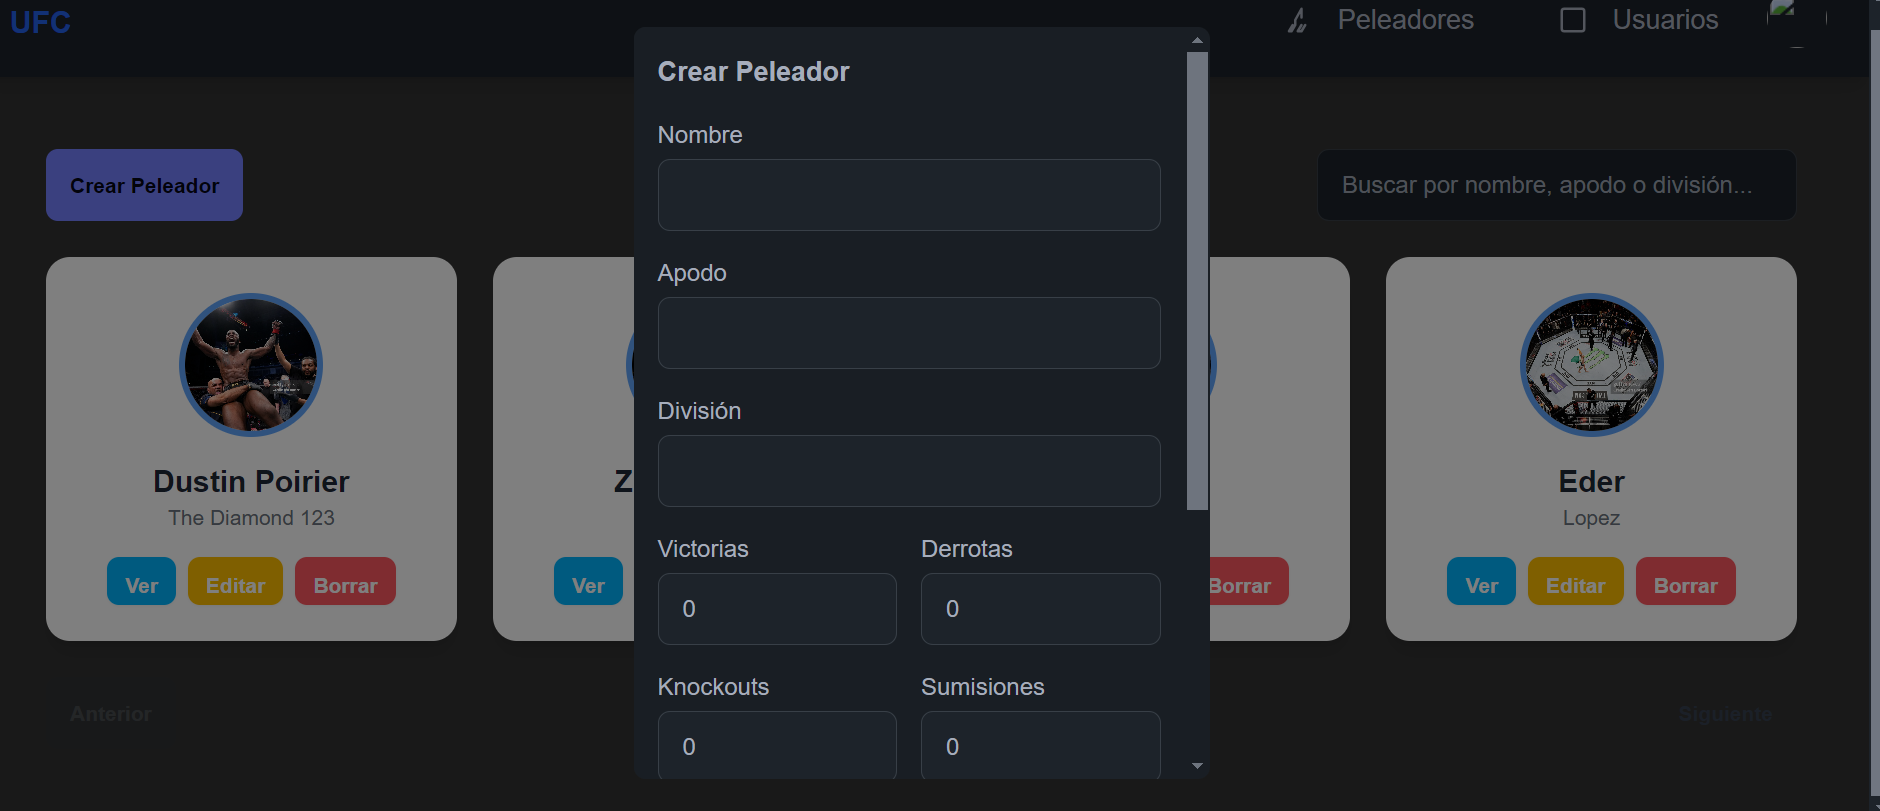 UFC
Peleadores
Usuarios
Crear Peleador
Buscar por nombre, apodo o división...
Crear Peleador
Nombre
Apodo
División
Victorias
Derrotas
0
0
Knockouts
Sumisiones
0
0
Dustin Poirier
The Diamond 123
Ver
Editar
Borrar
Z
Ver
Borrar
Eder
Lopez
Ver
Editar
Borrar
Anterior
Siguiente